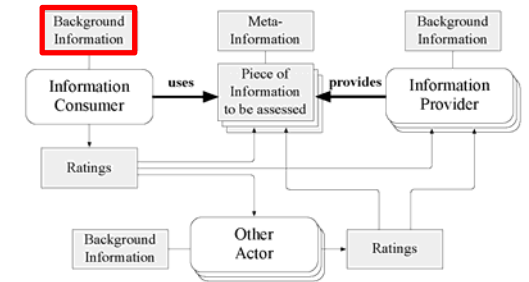 Background
Information
Meta-
Information
Background
Information
Information
Consumer
uses
Piece of
Information
to be assessed
provides
Information
Provider
Ratings
Background
Information
Other
Actor
Ratings